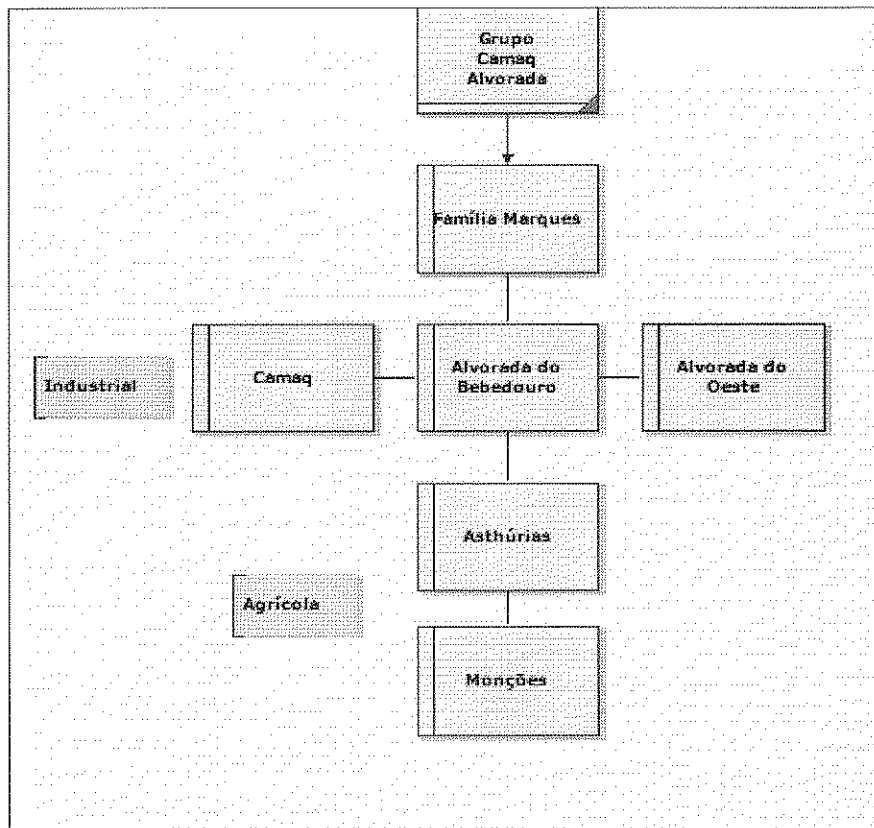 Grupo
Camaq
Alvorada
Família Marques
Industrial
Camaq
Alvorada do
Bebedouro
Alvorada do
Oeste
Asthúrias
Agrícola
Monções